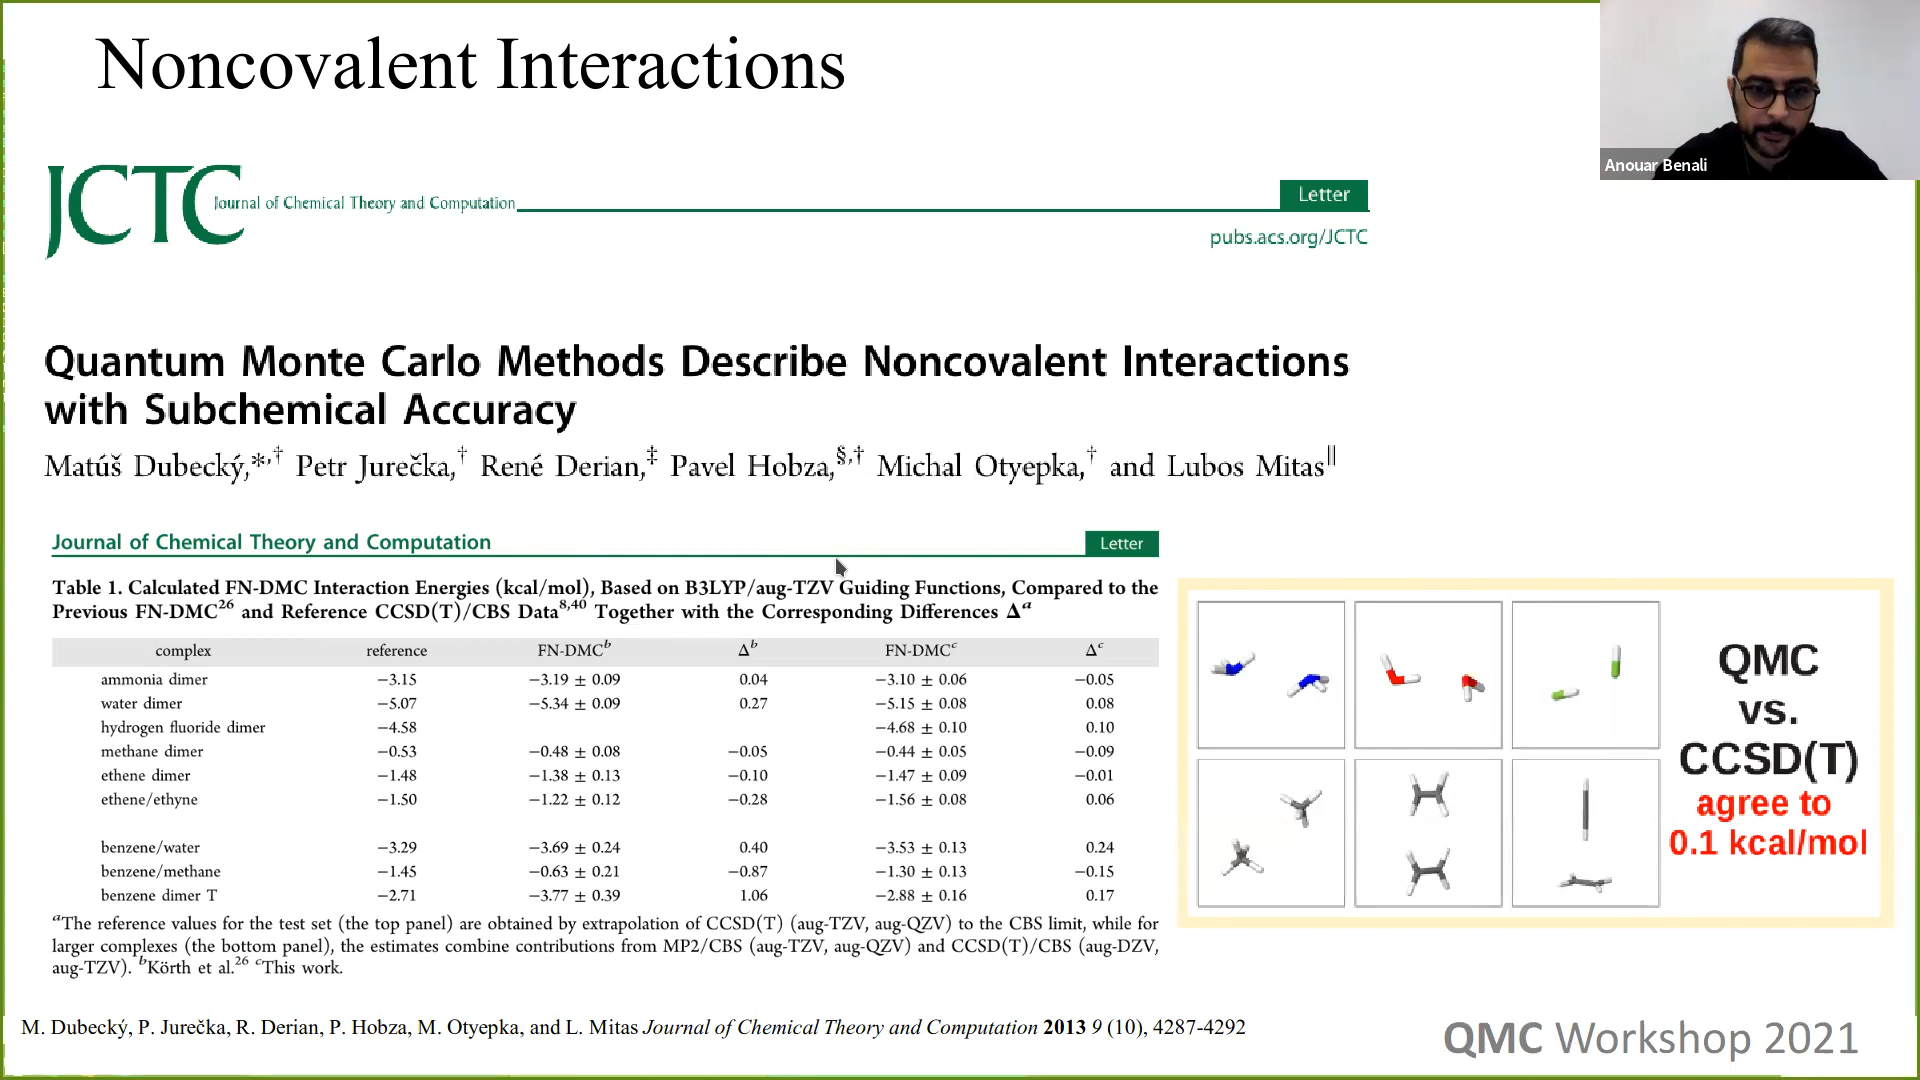 Noncovalent Interactions
Anouar Benali
JCTC Journal of Chemical Theory and Computation
Letter
pubs.acs.org/JCTC
Quantum Monte Carlo Methods Describe Noncovalent Interactions
with Subchemical Accuracy
Matúš Dubecký,*,† Petr Jurečka,† René Derian,‡ Pavel Hobza,§,† Michal Otyepka,† and Lubos Mitas∥
Journal of Chemical Theory and Computation
Letter
Table 1. Calculated FN-DMC Interaction Energies (kcal/mol), Based on B3LYP/aug-TZV Guiding Functions, Compared to the
Previous FN-DMC26 and Reference CCSD(T)/CBS Data8,40 Together with the Corresponding Differences Δa
complex reference FN-DMCb Δb FN-DMCc Δc
ammonia dimer −3.15 −3.19 ± 0.09 0.04 −3.10 ± 0.06 −0.05
water dimer −5.07 −5.34 ± 0.09 0.27 −5.15 ± 0.08 0.08
hydrogen fluoride dimer −4.58 −4.68 ± 0.10 0.10
methane dimer −0.53 −0.48 ± 0.08 −0.05 −0.44 ± 0.05 −0.09
ethene dimer −1.48 −1.38 ± 0.13 −0.10 −1.47 ± 0.09 −0.01
ethene/ethyne −1.50 −1.22 ± 0.12 −0.28 −1.56 ± 0.08 0.06
benzene/water −3.29 −3.69 ± 0.24 0.40 −3.53 ± 0.13 0.24
benzene/methane −1.45 −0.63 ± 0.21 −0.87 −1.30 ± 0.13 −0.15
benzene dimer T −2.71 −3.77 ± 0.39 1.06 −2.88 ± 0.16 0.17
aThe reference values for the test set (the top panel) are obtained by extrapolation of CCSD(T) (aug-TZV, aug-QZV) to the CBS limit, while for
larger complexes (the bottom panel), the estimates combine contributions from MP2/CBS (aug-TZV, aug-QZV) and CCSD(T)/CBS (aug-DZV,
aug-TZV). bKörth et al.26 cThis work.
QMC
vs.
CCSD(T)
agree to
0.1 kcal/mol
M. Dubecký, P. Jurečka, R. Derian, P. Hobza, M. Otyepka, and L. Mitas Journal of Chemical Theory and Computation 2013 9 (10), 4287-4292
QMC Workshop 2021